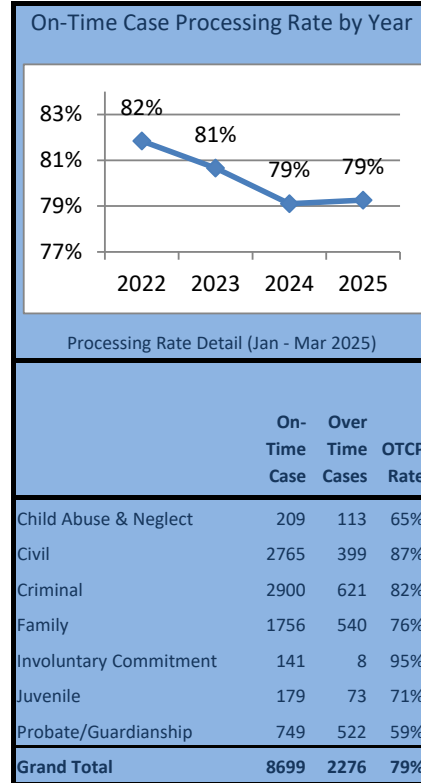 On-Time Case Processing Rate by Year
83%
81%
79%
77%
82%
81%
79%
79%
2022 2023 2024 2025
Processing Rate Detail (Jan - Mar 2025)
On- Over
Time Time OTCP
Case Cases Rate
Child Abuse & Neglect 209 113 65%
Civil 2765 399 87%
Criminal 2900 621 82%
Family 1756 540 76%
Involuntary Commitment 141 8 95%
Juvenile 179 73 71%
Probate/Guardianship 749 522 59%
Grand Total 8699 2276 79%